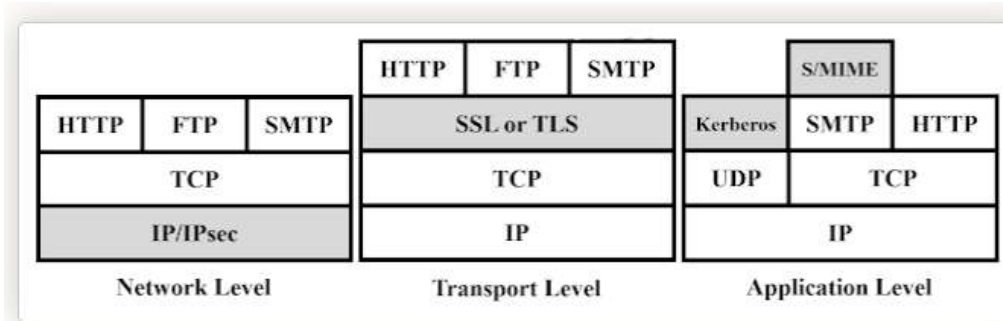 HTTP FTP SMTP
TCP
IP/IPsec
Network Level
HTTP FTP SMTP
SSL or TLS
TCP
IP
Transport Level
S/MIME
Kerberos SMTP HTTP
UDP TCP
IP
Application Level